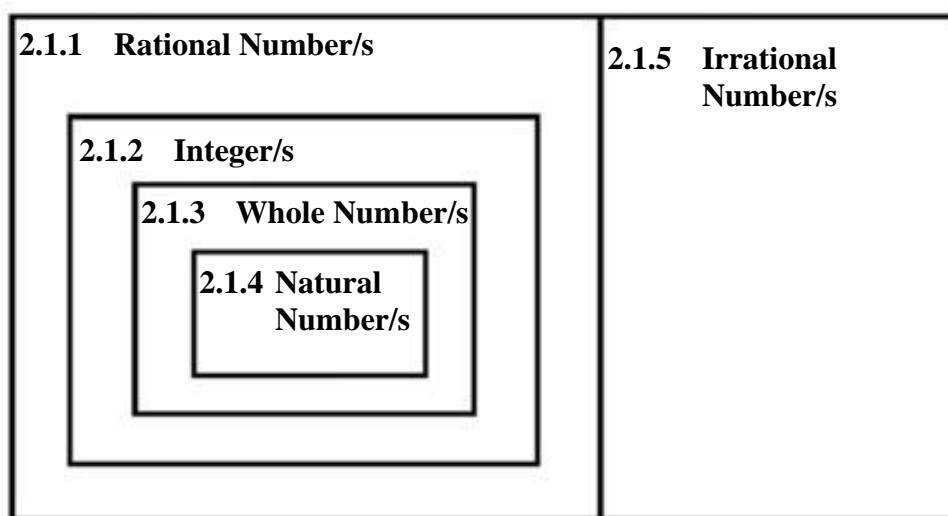 2.1.1 Rational Number/s
2.1.5 Irrational
Number/s
2.1.2 Integer/s
2.1.3 Whole Number/s
2.1.4 Natural
Number/s